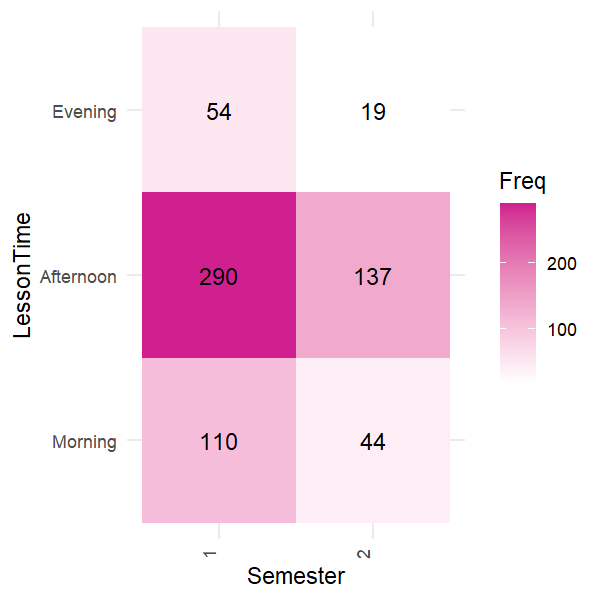 Evening
54
19
Freq
LessonTime
Afternoon
290
137
200
100
Morning
110
44
1
2
Semester